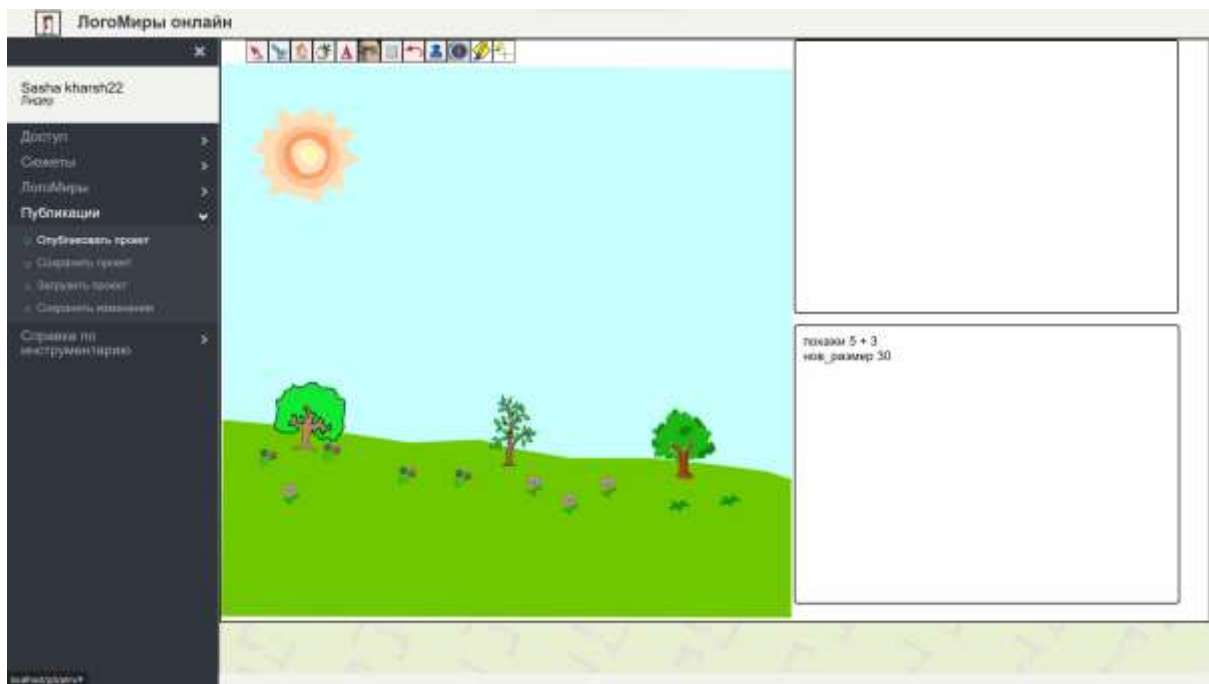 ЛогоМиры онлайн
×
Sasha kharsh22
Лидер
Доступ
Сюжеты
ЛогоМиры
Публикации
Опубликовать проект
Сохранить проект
Загрузить проект
Сохранить изменения
Справка по
инструментарию
A
покажи 5 + 3
нов_размер 30